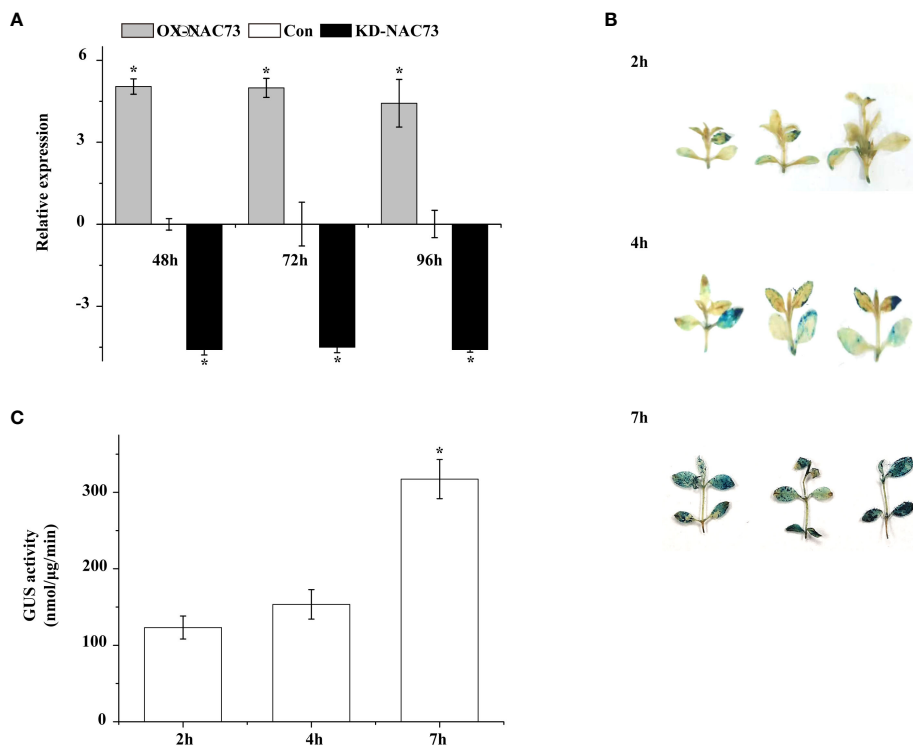 A
OX-NAC73 Con KD-NAC73
6
3
0
-3
Relative expression
* * *
48h 72h 96h
* * *
B
2h
4h
7h
C
300
200
100
0
GUS activity
(nmol/μg/min)
*
2h 4h 7h